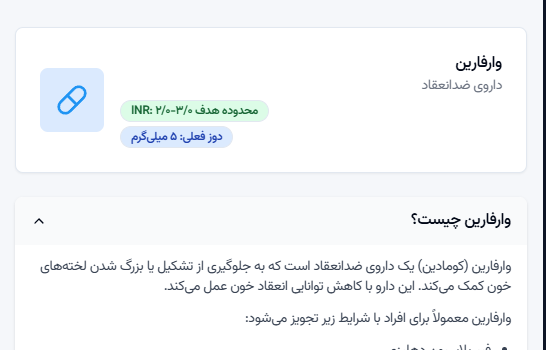 وارفارین
داروی ضدانعقاد
محدوده هدف INR: ۲/۰-۳/۰
دوز فعلی: ۵ میلی‌گرم
وارفارین چیست؟
وارفارین (کومادین) یک داروی ضدانعقاد است که به جلوگیری از تشکیل یا بزرگ شدن لخته‌های
خون کمک می‌کند. این دارو با کاهش توانایی انعقاد خون عمل می‌کند.
وارفارین معمولاً برای افراد با شرایط زیر تجویز می‌شود: